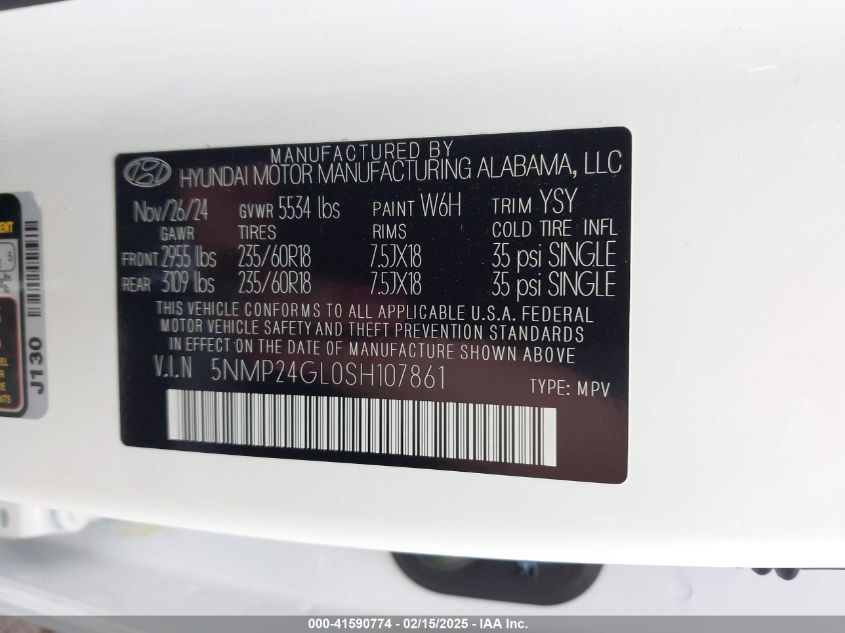 MANUFACTURED BY
HYUNDAI MOTOR MANUFACTURING ALABAMA, LLC
Nov/26/24 GVWR 5534 lbs PAINT W6H TRIM YSY
GAWR TIRES RIMS COLD TIRE INFL
FRONT 2955 lbs 235/60R18 7.5JX18 35 psi SINGLE
REAR 3109 lbs 235/60R18 7.5JX18 35 psi SINGLE
THIS VEHICLE CONFORMS TO ALL APPLICABLE U.S.A. FEDERAL
MOTOR VEHICLE SAFETY AND THEFT PREVENTION STANDARDS
IN EFFECT ON THE DATE OF MANUFACTURE SHOWN ABOVE
V.I.N 5NMP24GL0SH107861
TYPE: MPV
J130
000-41590774 - 02/15/2025 - IAA Inc.